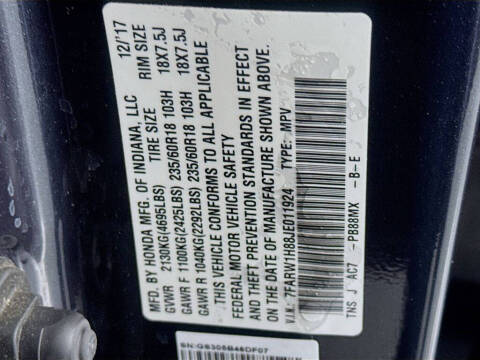 MFD. BY HONDA MFG. OF INDIANA, LLC 12/'17
GVWR 2130KG(4695LBS) TIRE SIZE RIM SIZE
GAWR F 1100KG(2425LBS) 235/60R18 103H 18X7.5J
GAWR R 1040KG(2292LBS) 235/60R18 103H 18X7.5J
THIS VEHICLE CONFORMS TO ALL APPLICABLE
FEDERAL MOTOR VEHICLE SAFETY
AND THEFT PREVENTION STANDARDS IN EFFECT
ON THE DATE OF MANUFACTURE SHOWN ABOVE.
V.I.N.: 7FARW1H88JE011924 TYPE: MPV
TNS J AC7 -PB88MX -B-E
SN:GS305B46DF07